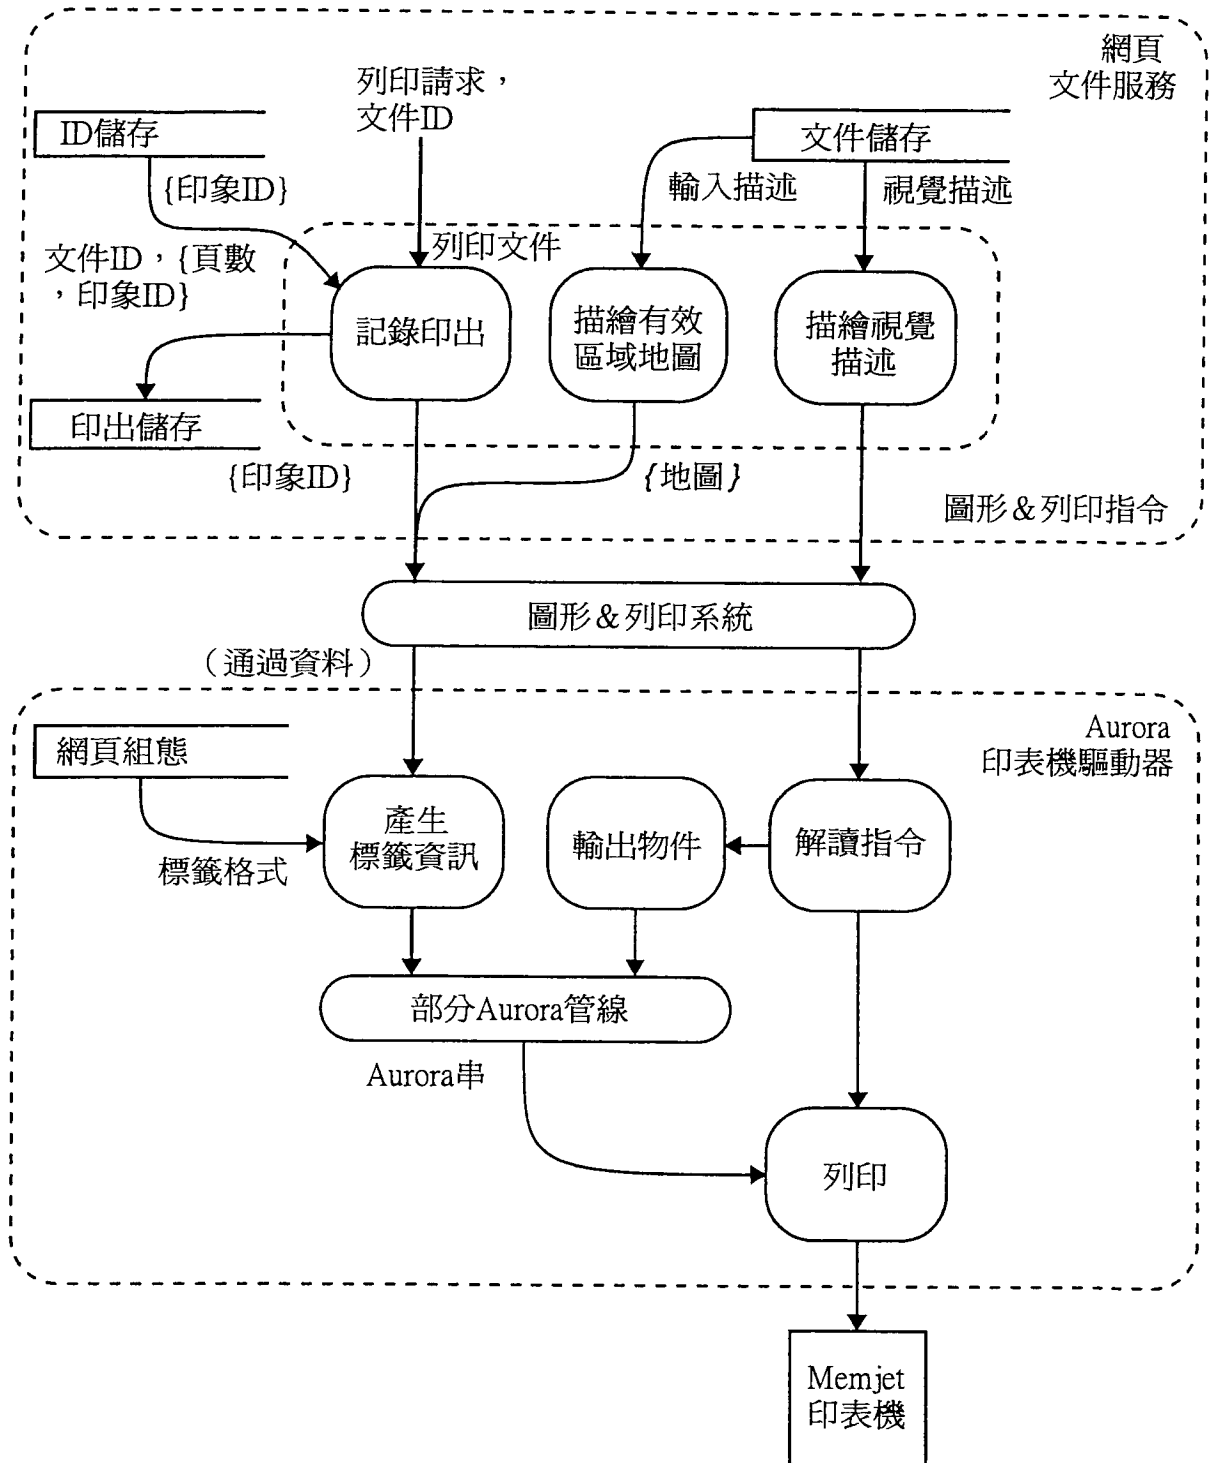 網頁
文件服務
列印請求，
文件ID
ID儲存
文件儲存
{印象ID}
輸入描述
視覺描述
列印文件
文件ID，{頁數
，印象ID}
記錄印出
描繪有效
區域地圖
描繪視覺
描述
印出儲存
{印象ID}
{地圖}
圖形＆列印指令
圖形＆列印系統
（通過資料）
Aurora
印表機驅動器
網頁組態
產生
標籤資訊
輸出物件
解讀指令
標籤格式
部分Aurora管線
Aurora串
列印
Memjet
印表機